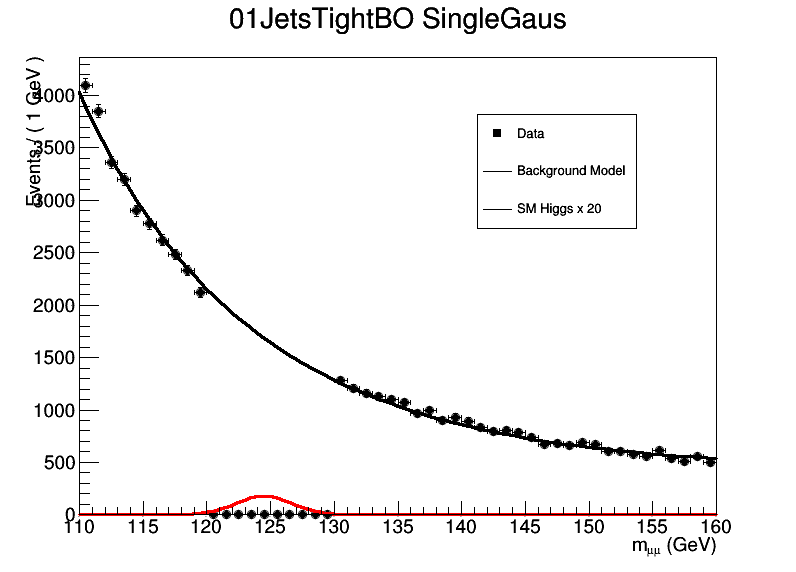 01JetsTightBO SingleGaus
Events / ( 1 GeV )
4000
3500
3000
2500
2000
1500
1000
500
0
Data
Background Model
SM Higgs x 20
110 115 120 125 130 135 140 145 150 155 160
m_μμ (GeV)